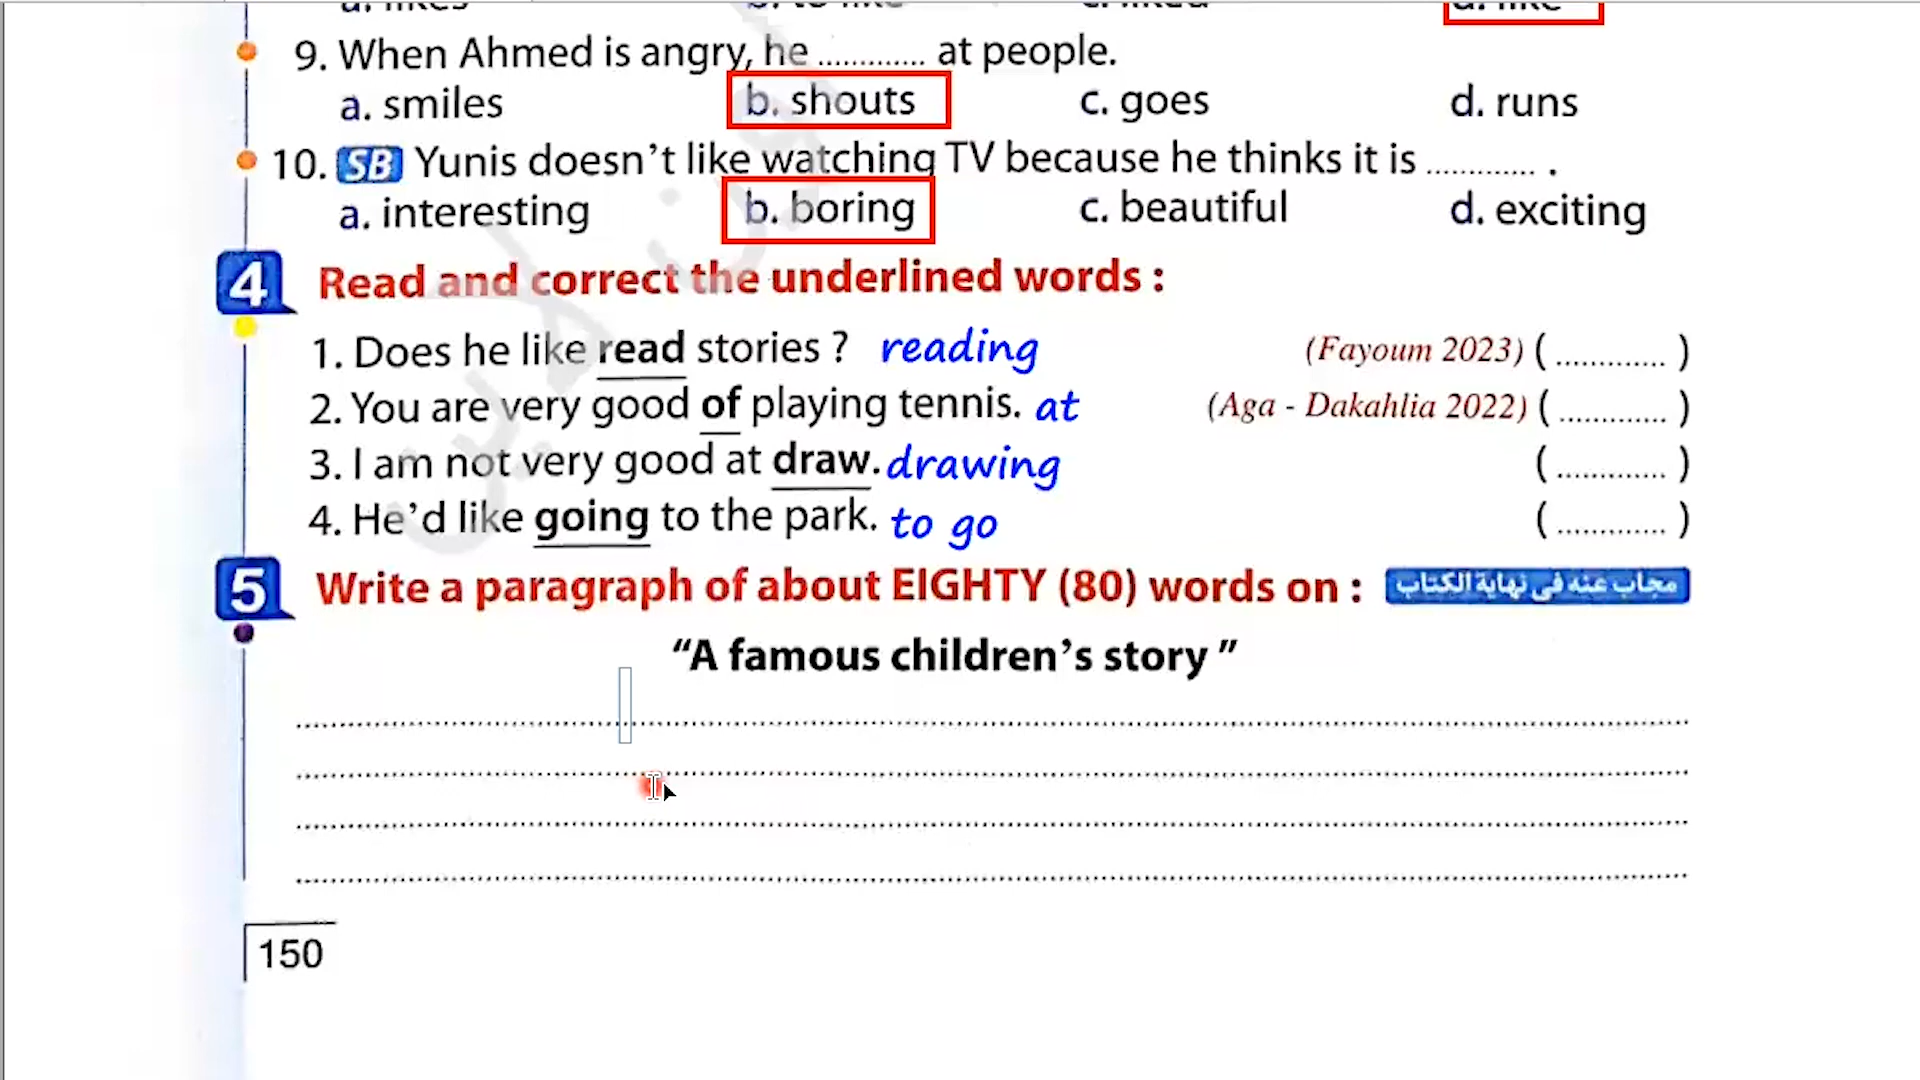 9. When Ahmed is angry, he ............. at people.
a. smiles b. shouts c. goes d. runs
10. SB Yunis doesn't like watching TV because he thinks it is ............. .
a. interesting b. boring c. beautiful d. exciting
4 Read and correct the underlined words :
1. Does he like read stories ? reading (Fayoum 2023) ( ............. )
2. You are very good of playing tennis. at (Aga - Dakahlia 2022) ( ............. )
3. I am not very good at draw. drawing ( ............. )
4. He'd like going to the park. to go ( ............. )
5 Write a paragraph of about EIGHTY (80) words on : مجاب عنه في نهاية الكتاب
"A famous children's story "
150